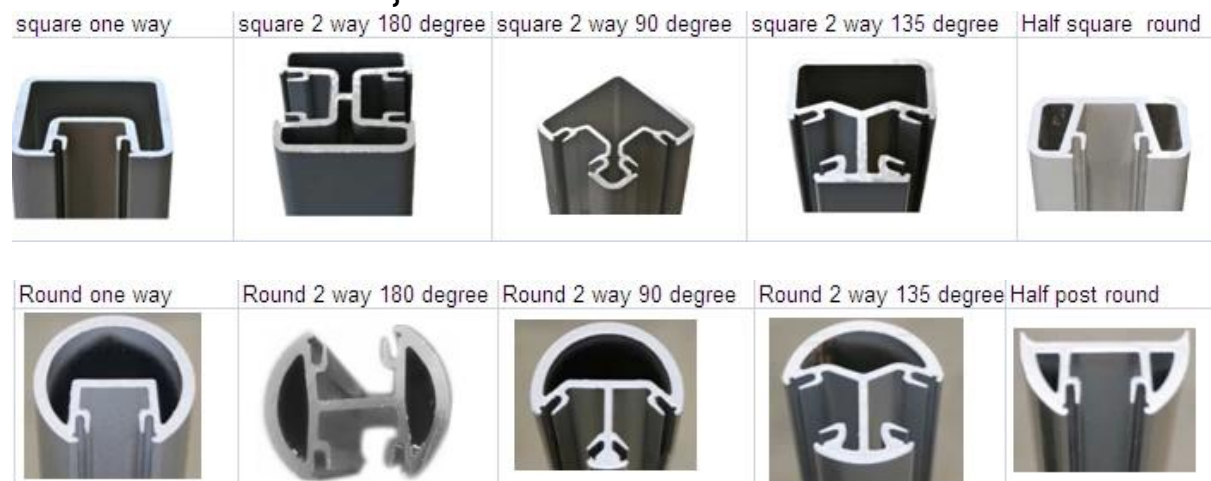 square one way
square 2 way 180 degree
square 2 way 90 degree
square 2 way 135 degree
Half square round
Round one way
Round 2 way 180 degree
Round 2 way 90 degree
Round 2 way 135 degree
Half post round